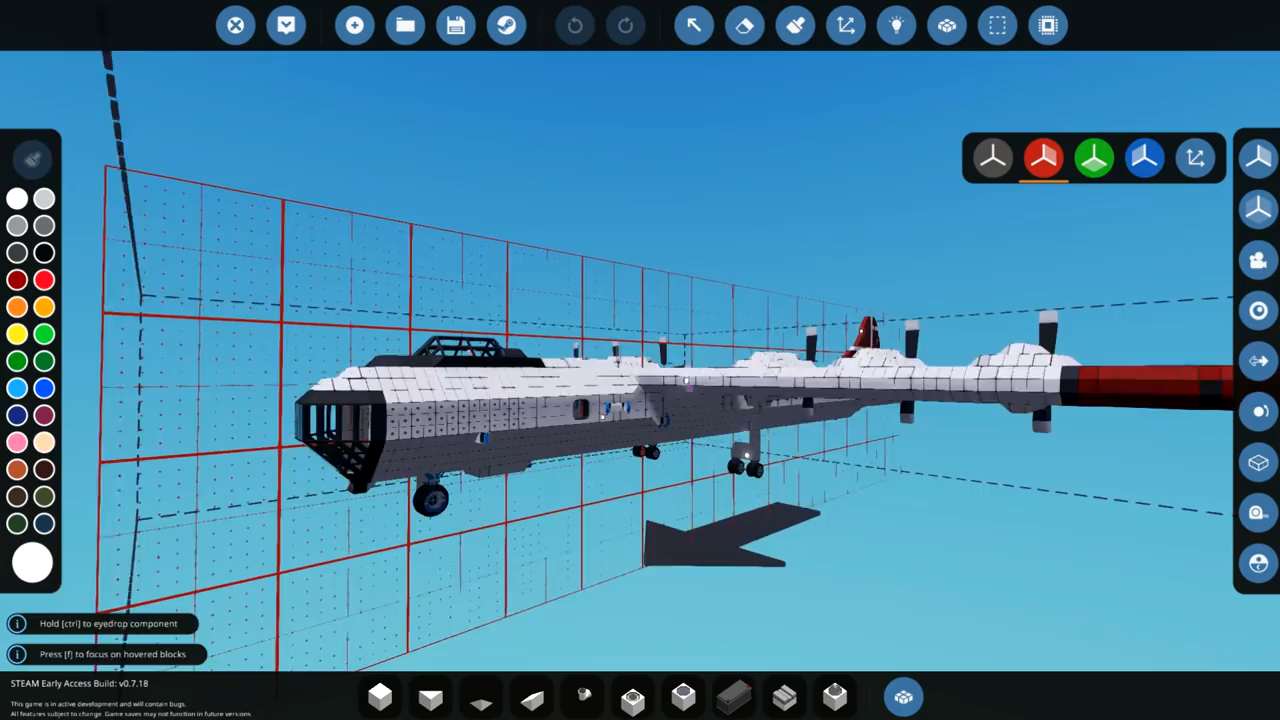 Hold [ctrl] to eyedrop component
Press [f] to focus on hovered blocks
STEAM Early Access Build: v0.7.18
This game is in active development and will contain bugs.
All features subject to change. Game saves may not function in future versions.